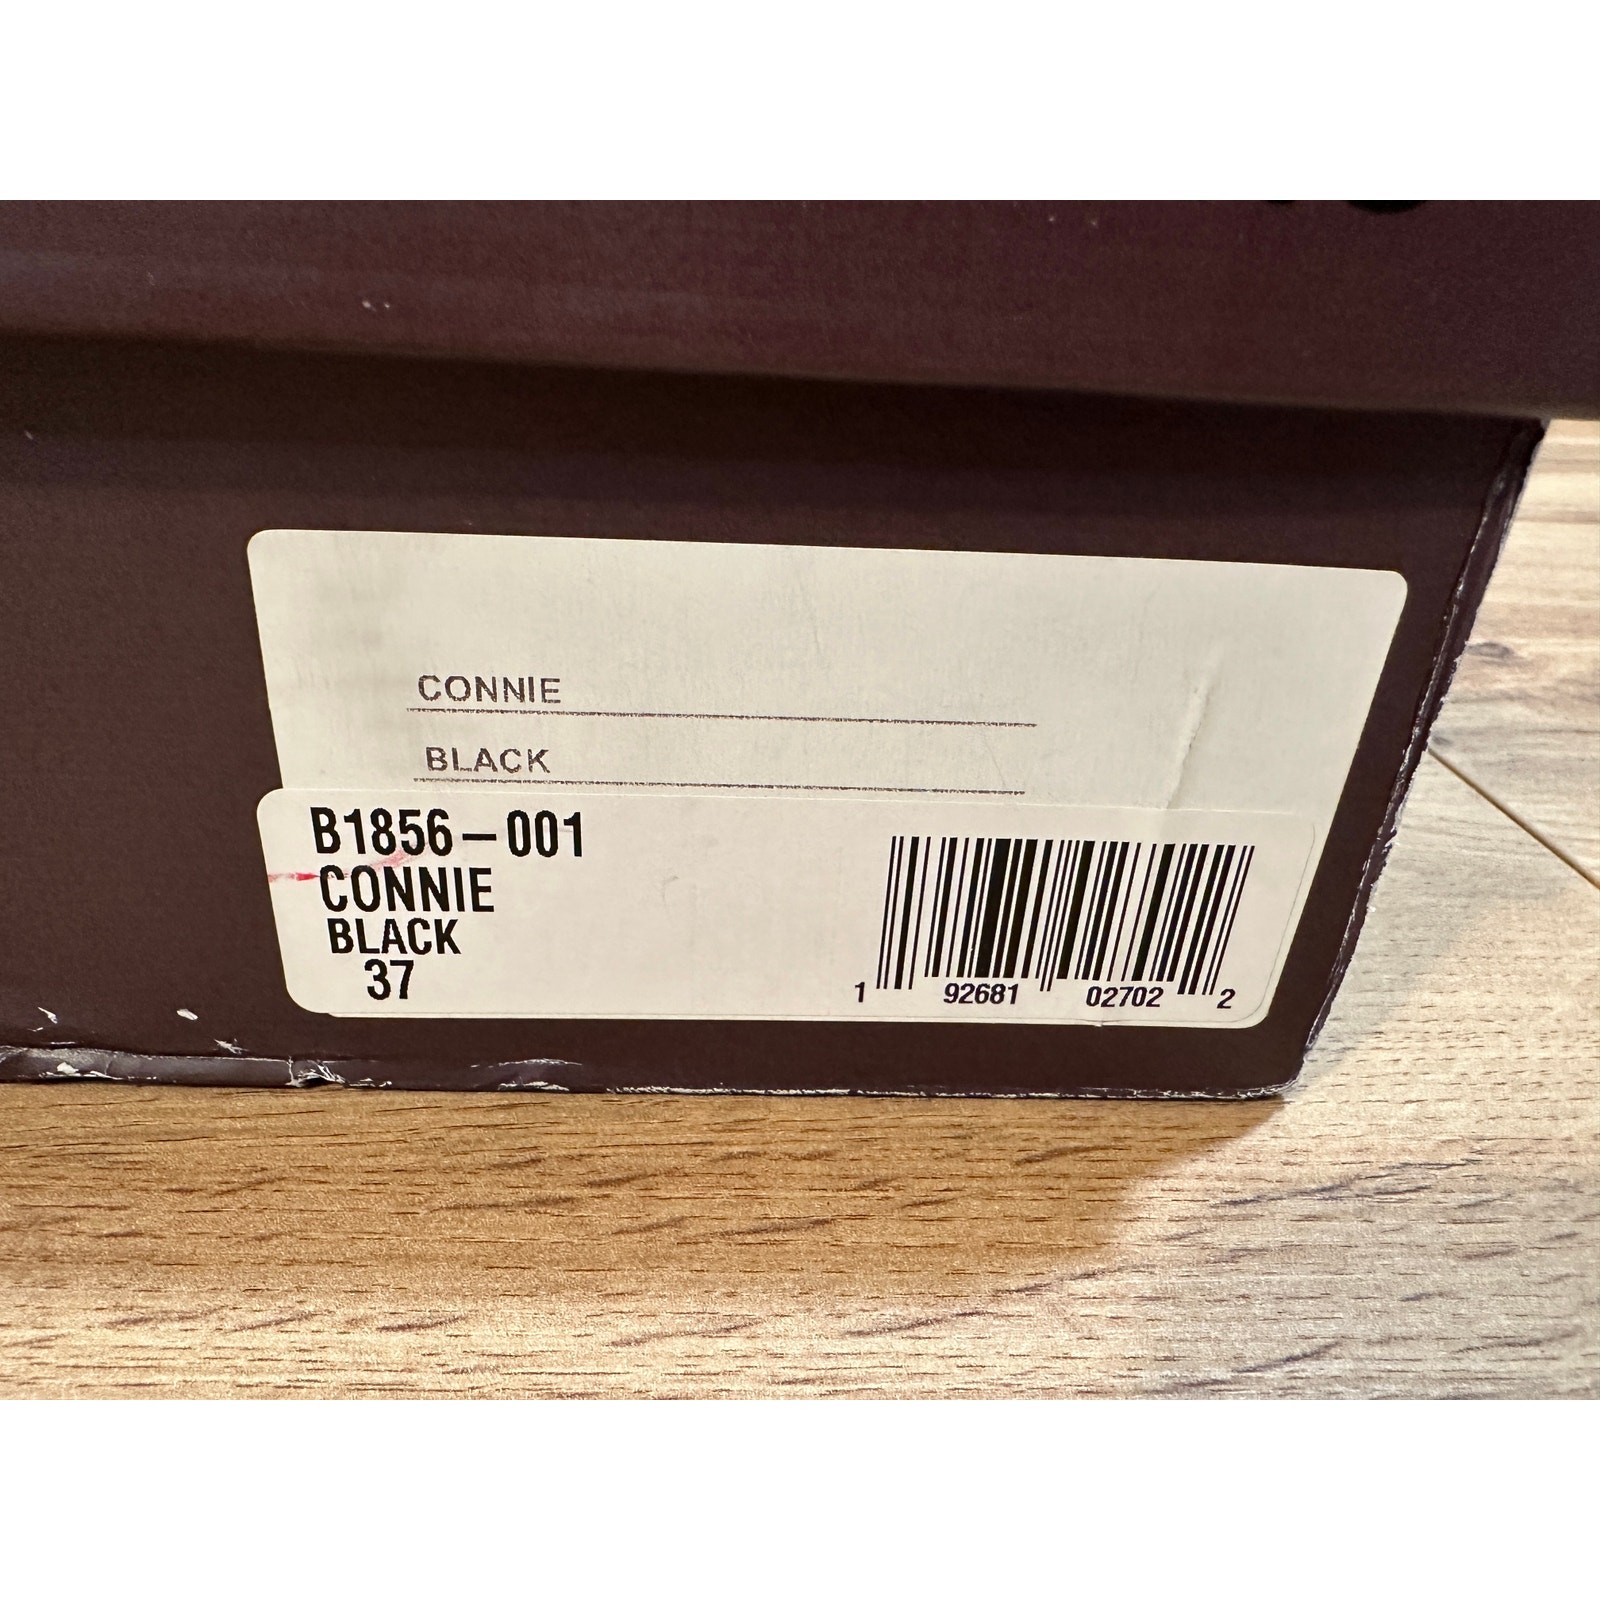 CONNIE
BLACK
B1856-001
CONNIE
BLACK
37
1 92681 02702 2